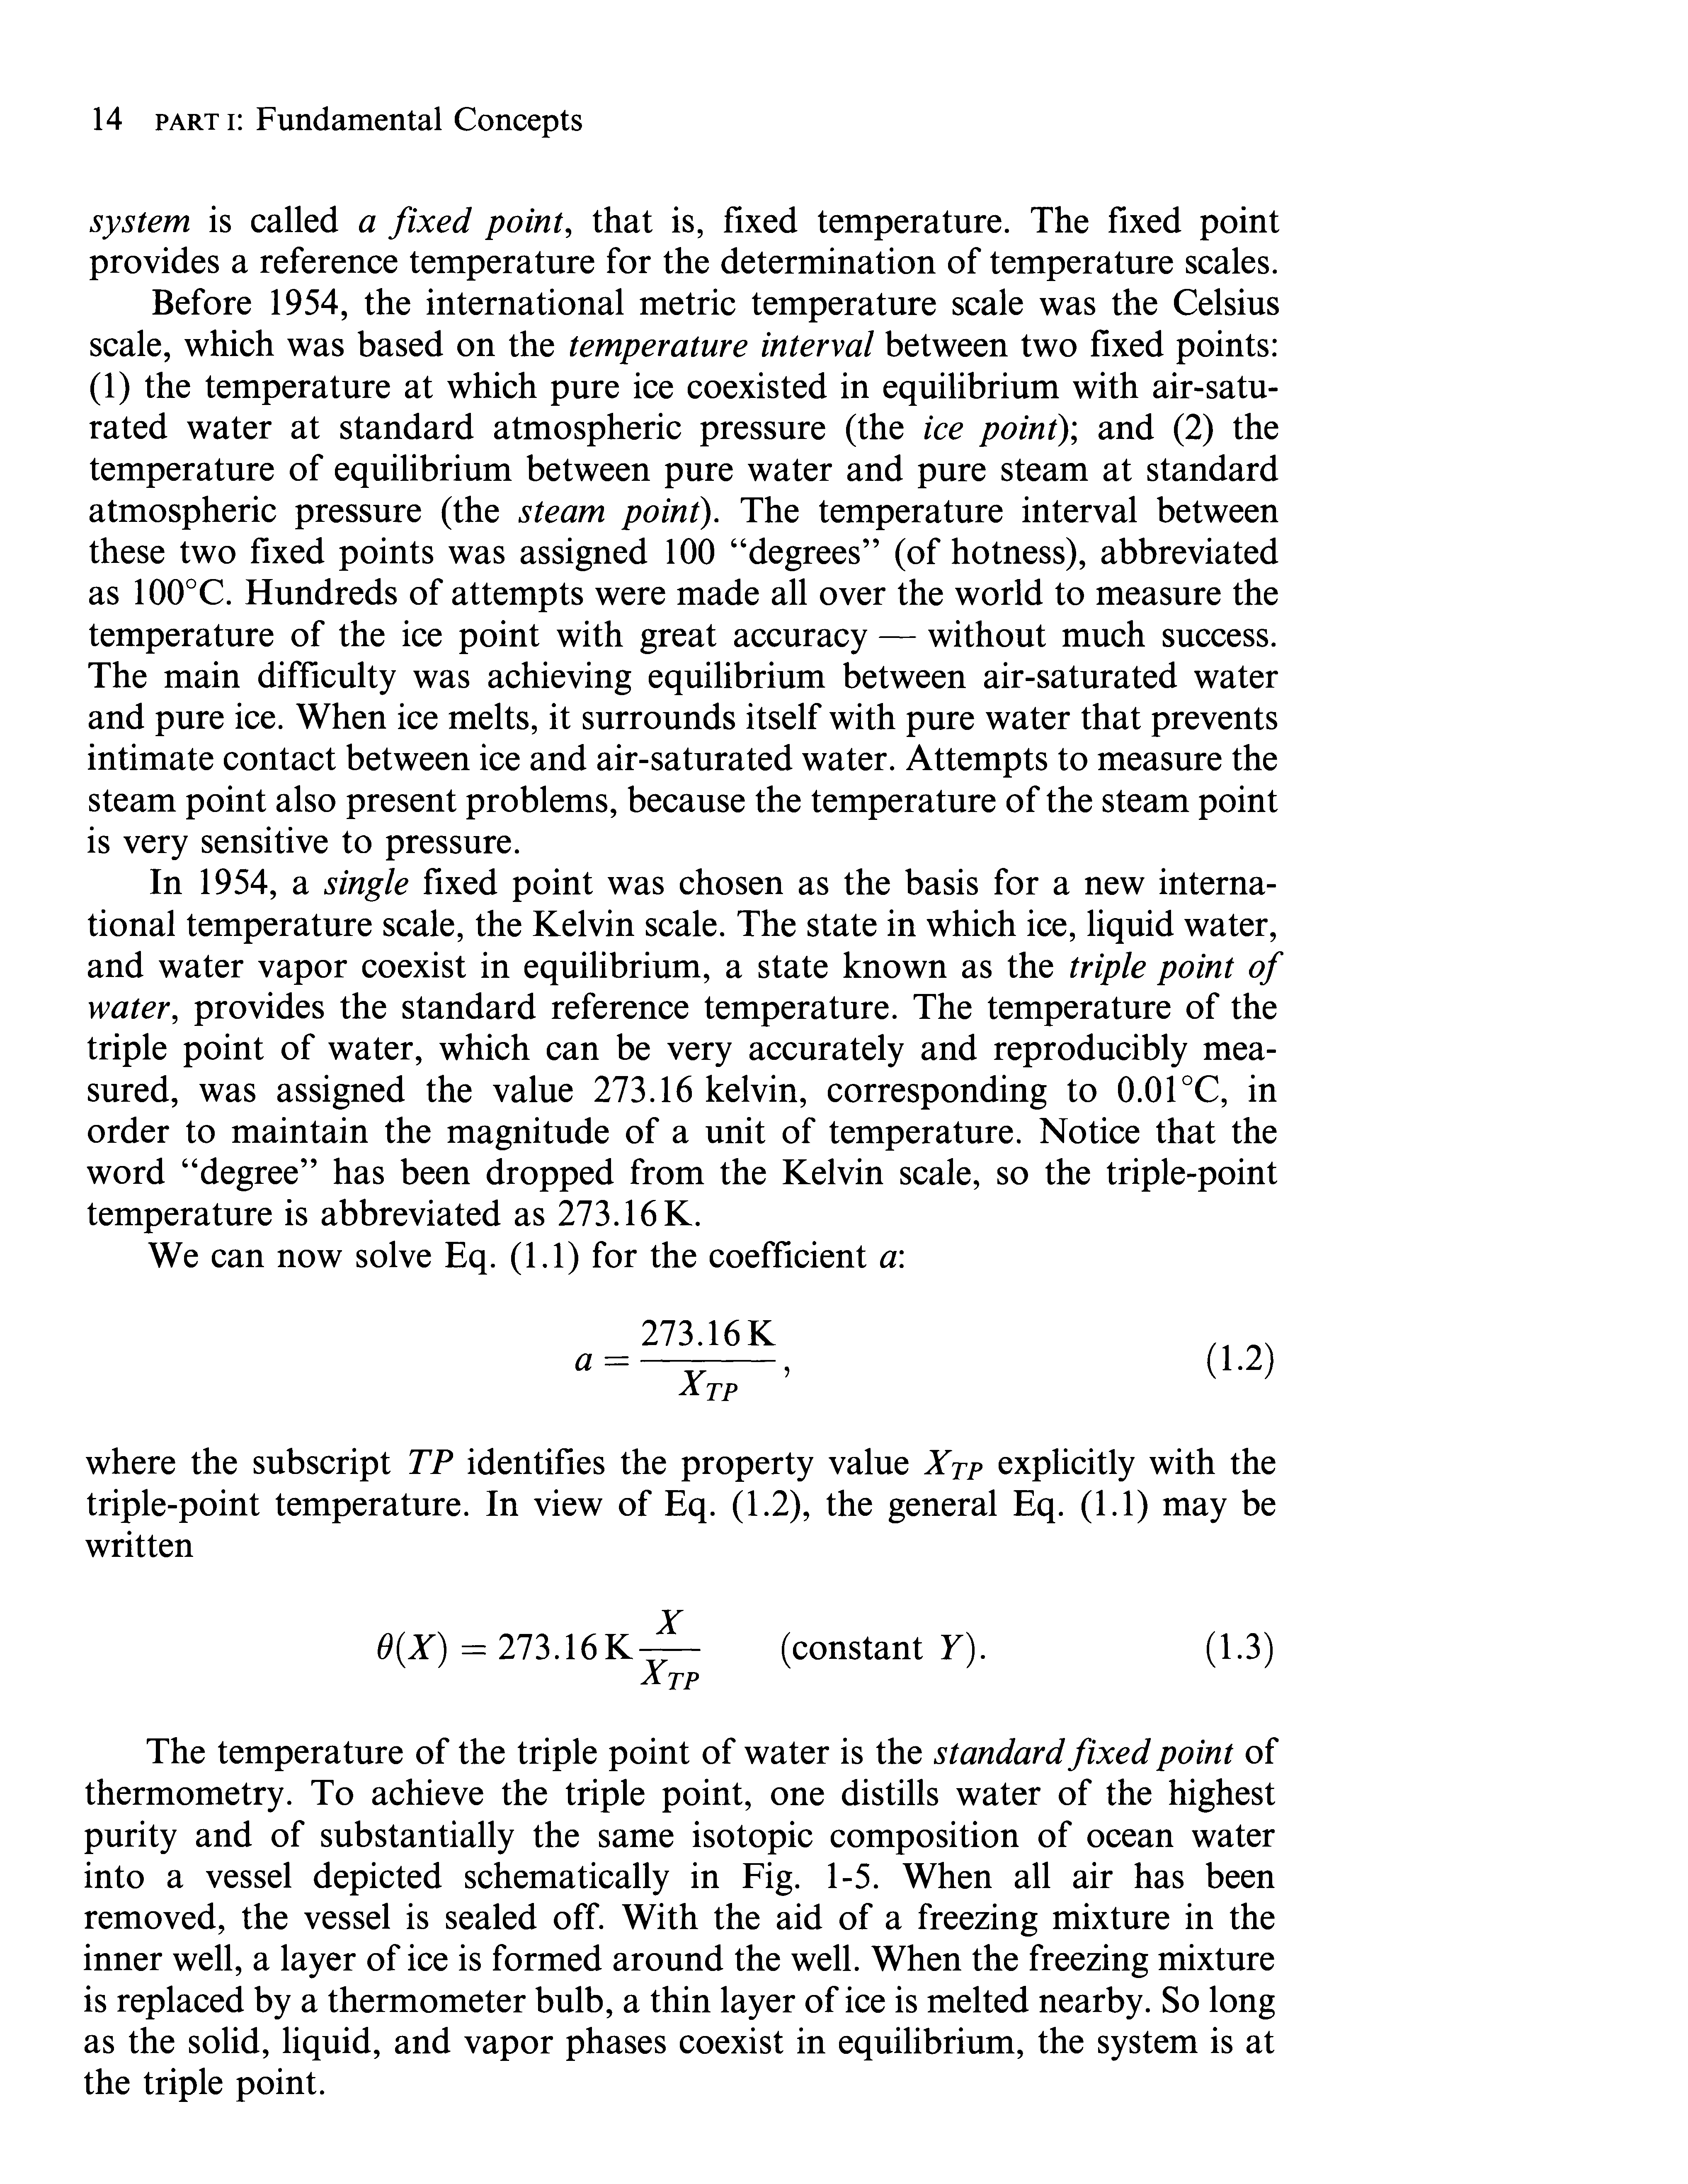 14 PART I: Fundamental Concepts
system is called a fixed point, that is, fixed temperature. The fixed point
provides a reference temperature for the determination of temperature scales.
Before 1954, the international metric temperature scale was the Celsius
scale, which was based on the temperature interval between two fixed points:
(1) the temperature at which pure ice coexisted in equilibrium with air-satu-
rated water at standard atmospheric pressure (the ice point); and (2) the
temperature of equilibrium between pure water and pure steam at standard
atmospheric pressure (the steam point). The temperature interval between
these two fixed points was assigned 100 “degrees” (of hotness), abbreviated
as 100°C. Hundreds of attempts were made all over the world to measure the
temperature of the ice point with great accuracy — without much success.
The main difficulty was achieving equilibrium between air-saturated water
and pure ice. When ice melts, it surrounds itself with pure water that prevents
intimate contact between ice and air-saturated water. Attempts to measure the
steam point also present problems, because the temperature of the steam point
is very sensitive to pressure.
In 1954, a single fixed point was chosen as the basis for a new interna-
tional temperature scale, the Kelvin scale. The state in which ice, liquid water,
and water vapor coexist in equilibrium, a state known as the triple point of
water, provides the standard reference temperature. The temperature of the
triple point of water, which can be very accurately and reproducibly mea-
sured, was assigned the value 273.16 kelvin, corresponding to 0.01°C, in
order to maintain the magnitude of a unit of temperature. Notice that the
word “degree” has been dropped from the Kelvin scale, so the triple-point
temperature is abbreviated as 273.16 K.
We can now solve Eq. (1.1) for the coefficient a:
a = 273.16 K / X_TP, (1.2)
where the subscript TP identifies the property value X_TP explicitly with the
triple-point temperature. In view of Eq. (1.2), the general Eq. (1.1) may be
written
θ(X) = 273.16 K X / X_TP (constant Y). (1.3)
The temperature of the triple point of water is the standard fixed point of
thermometry. To achieve the triple point, one distills water of the highest
purity and of substantially the same isotopic composition of ocean water
into a vessel depicted schematically in Fig. 1-5. When all air has been
removed, the vessel is sealed off. With the aid of a freezing mixture in the
inner well, a layer of ice is formed around the well. When the freezing mixture
is replaced by a thermometer bulb, a thin layer of ice is melted nearby. So long
as the solid, liquid, and vapor phases coexist in equilibrium, the system is at
the triple point.